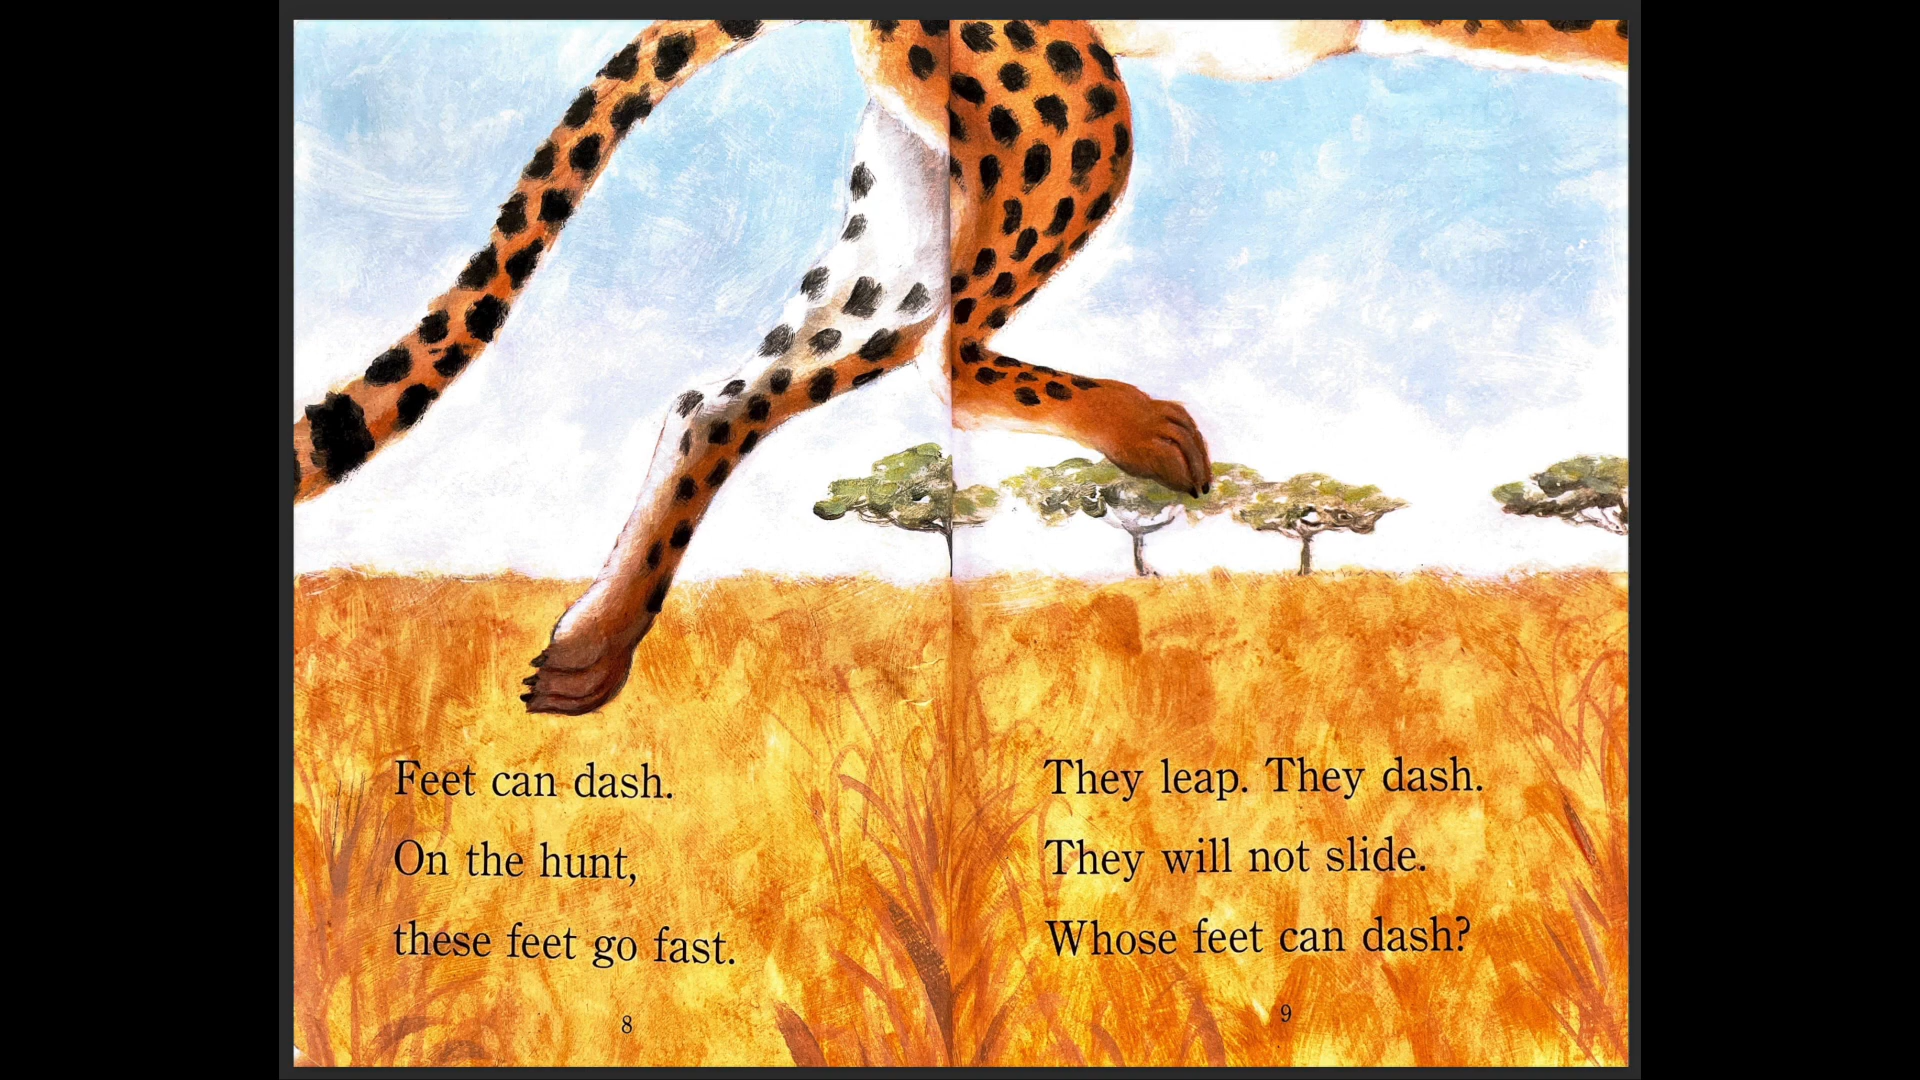 Feet can dash.
On the hunt,
these feet go fast.
8
They leap. They dash.
They will not slide.
Whose feet can dash?
9